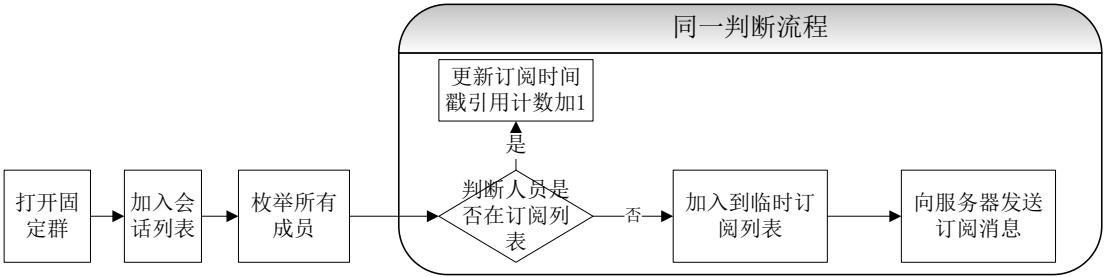 同一判断流程
更新订阅时间
戳引用计数加1
是
打开固
定群
加入会
话列表
枚举所有
成员
判断人员是
否在订阅列
表
否
加入到临时订
阅列表
向服务器发送
订阅消息